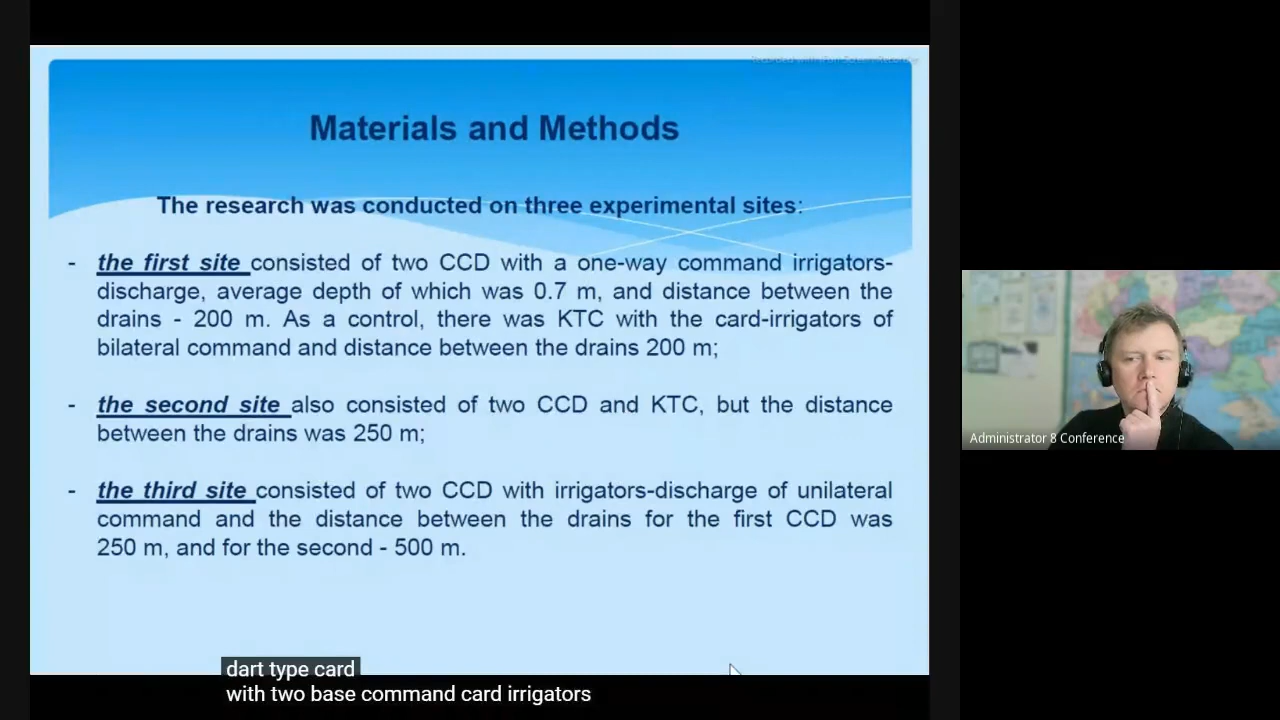 Materials and Methods
The research was conducted on three experimental sites:
- the first site consisted of two CCD with a one-way command irrigators-
discharge, average depth of which was 0.7 m, and distance between the
drains - 200 m. As a control, there was KTC with the card-irrigators of
bilateral command and distance between the drains 200 m;
- the second site also consisted of two CCD and KTC, but the distance
between the drains was 250 m;
- the third site consisted of two CCD with irrigators-discharge of unilateral
command and the distance between the drains for the first CCD was
250 m, and for the second - 500 m.
Administrator 8 Conference
dart type card
with two base command card irrigators